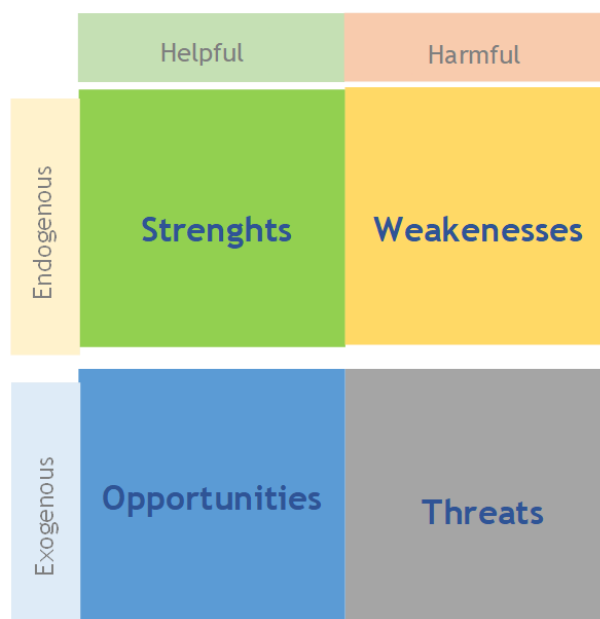 Helpful
Harmful
Endogenous
Strenghts
Weakenesses
Exogenous
Opportunities
Threats